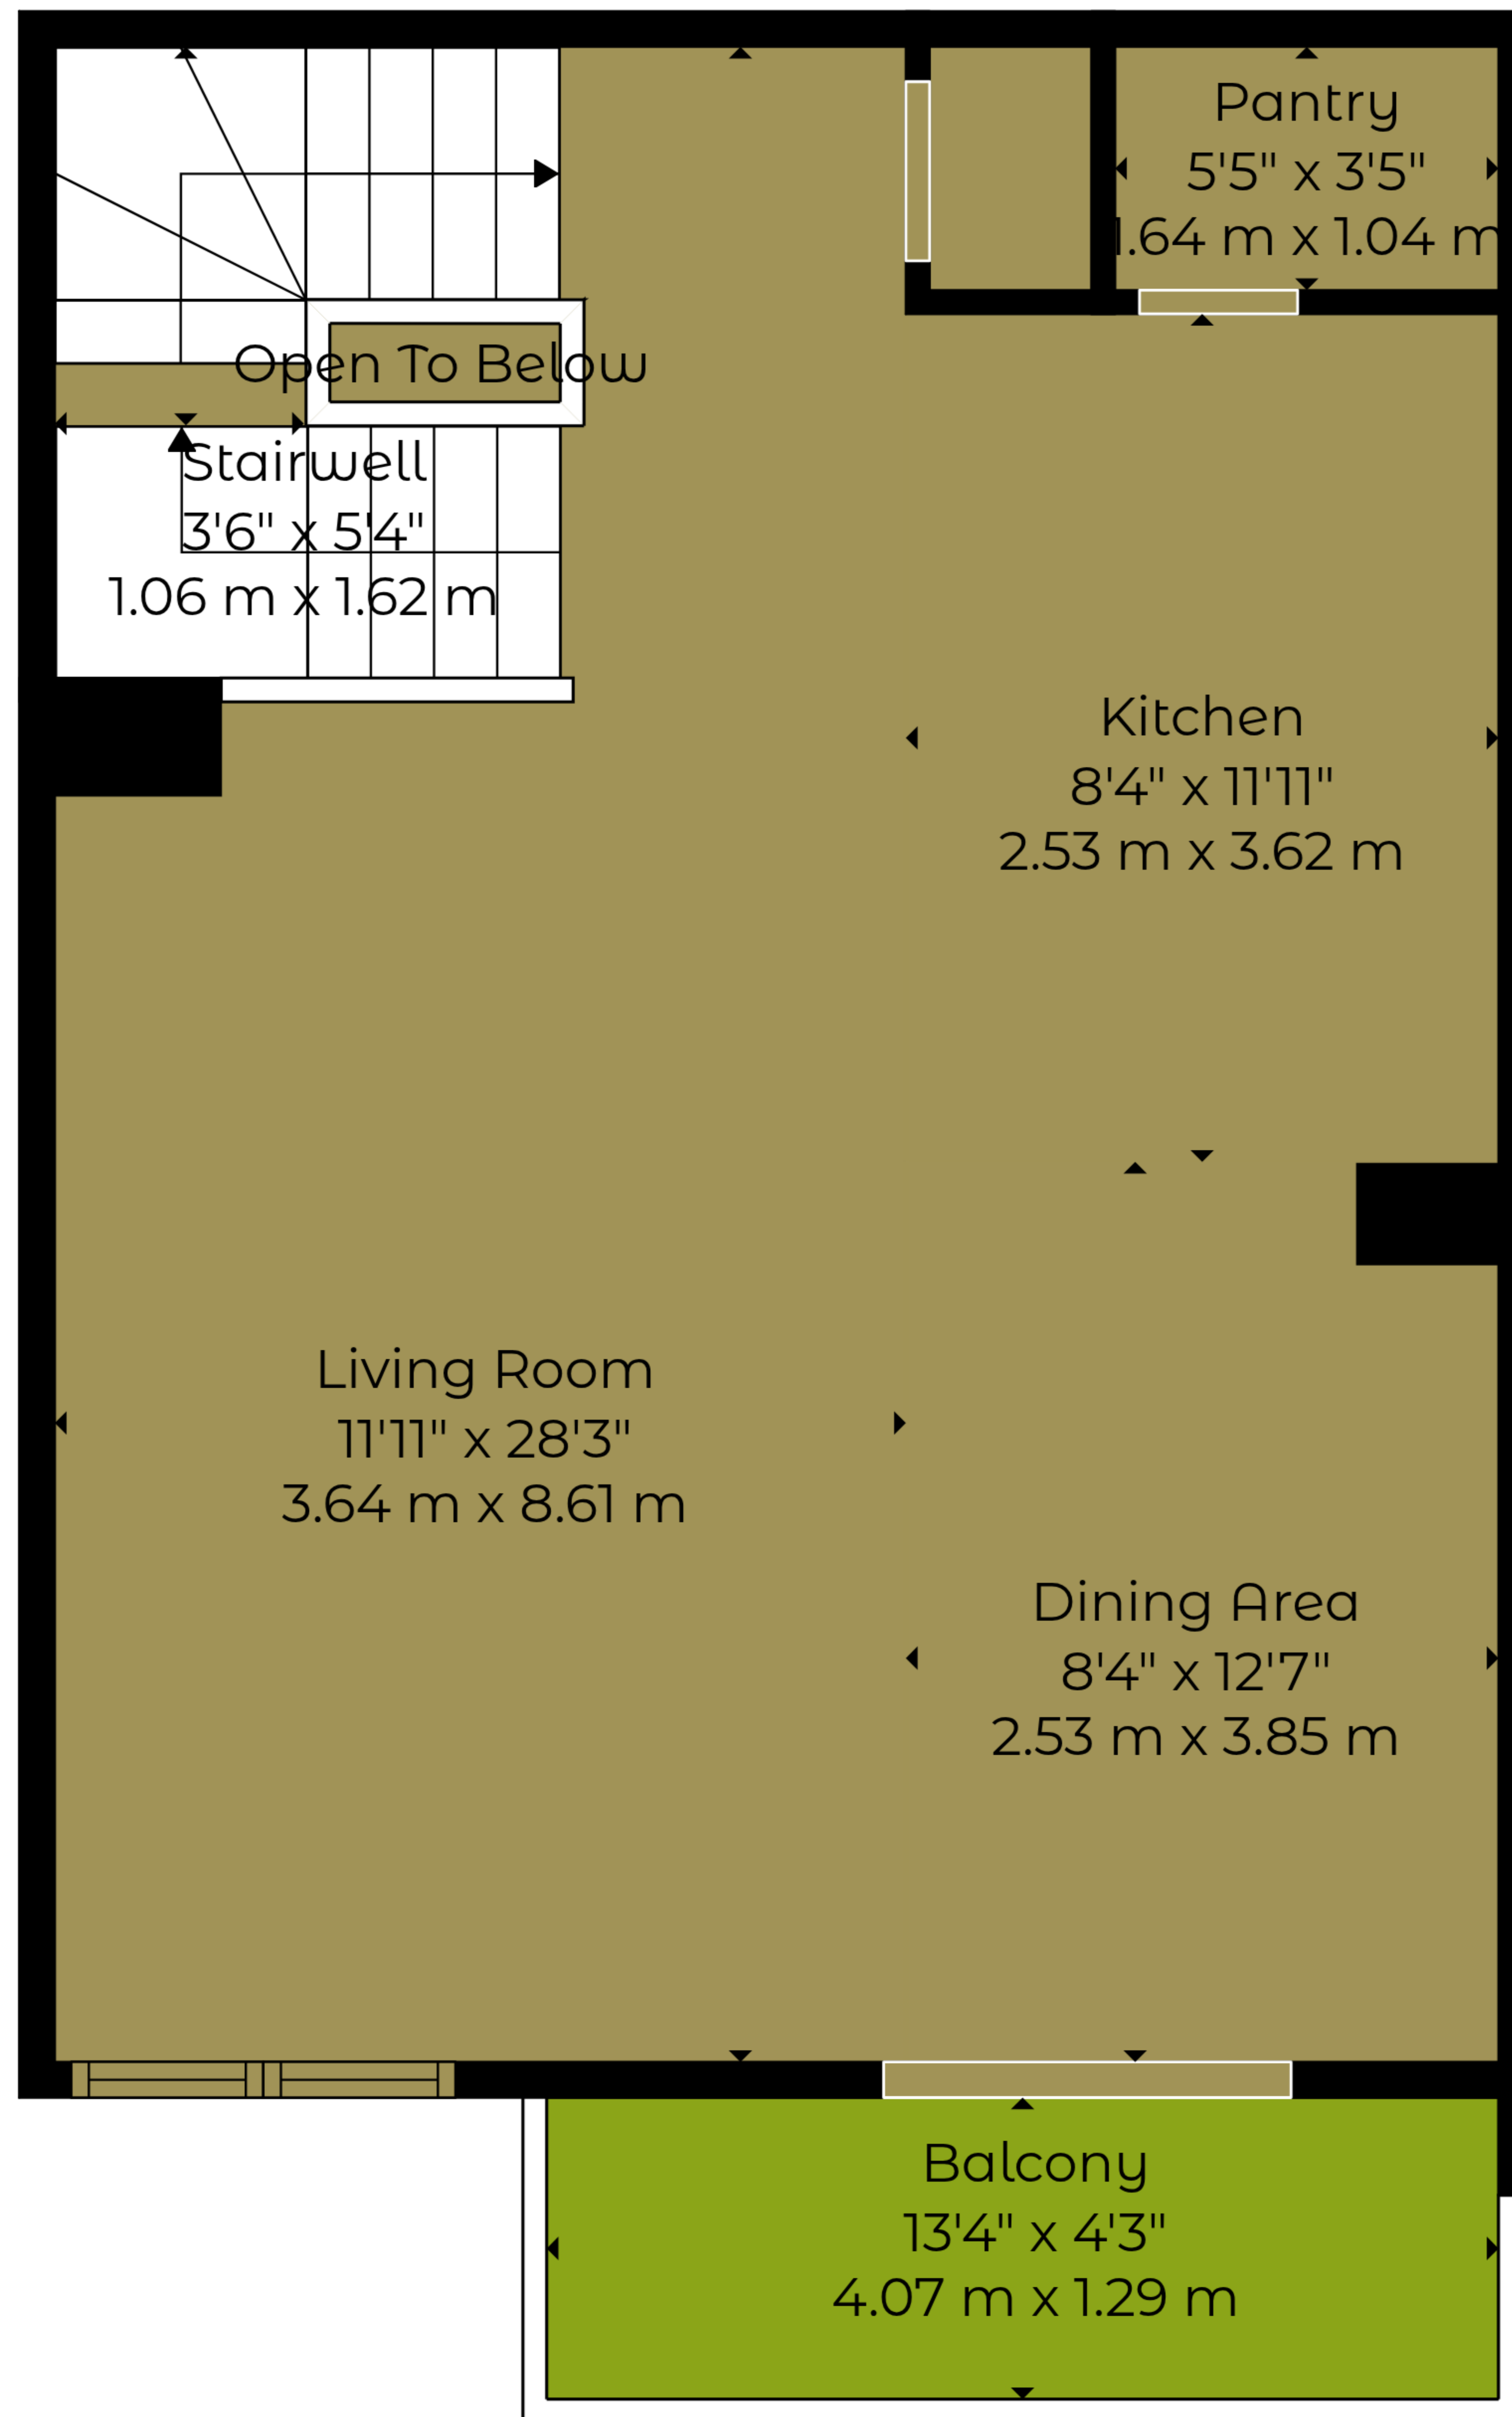 Pantry
5'5" x 3'5"
1.64 m x 1.04 m
Open To Below
Stairwell
3'6" x 5'4"
1.06 m x 1.62 m
Kitchen
8'4" x 11'11"
2.53 m x 3.62 m
Living Room
11'11" x 28'3"
3.64 m x 8.61 m
Dining Area
8'4" x 12'7"
2.53 m x 3.85 m
Balcony
13'4" x 4'3"
4.07 m x 1.29 m